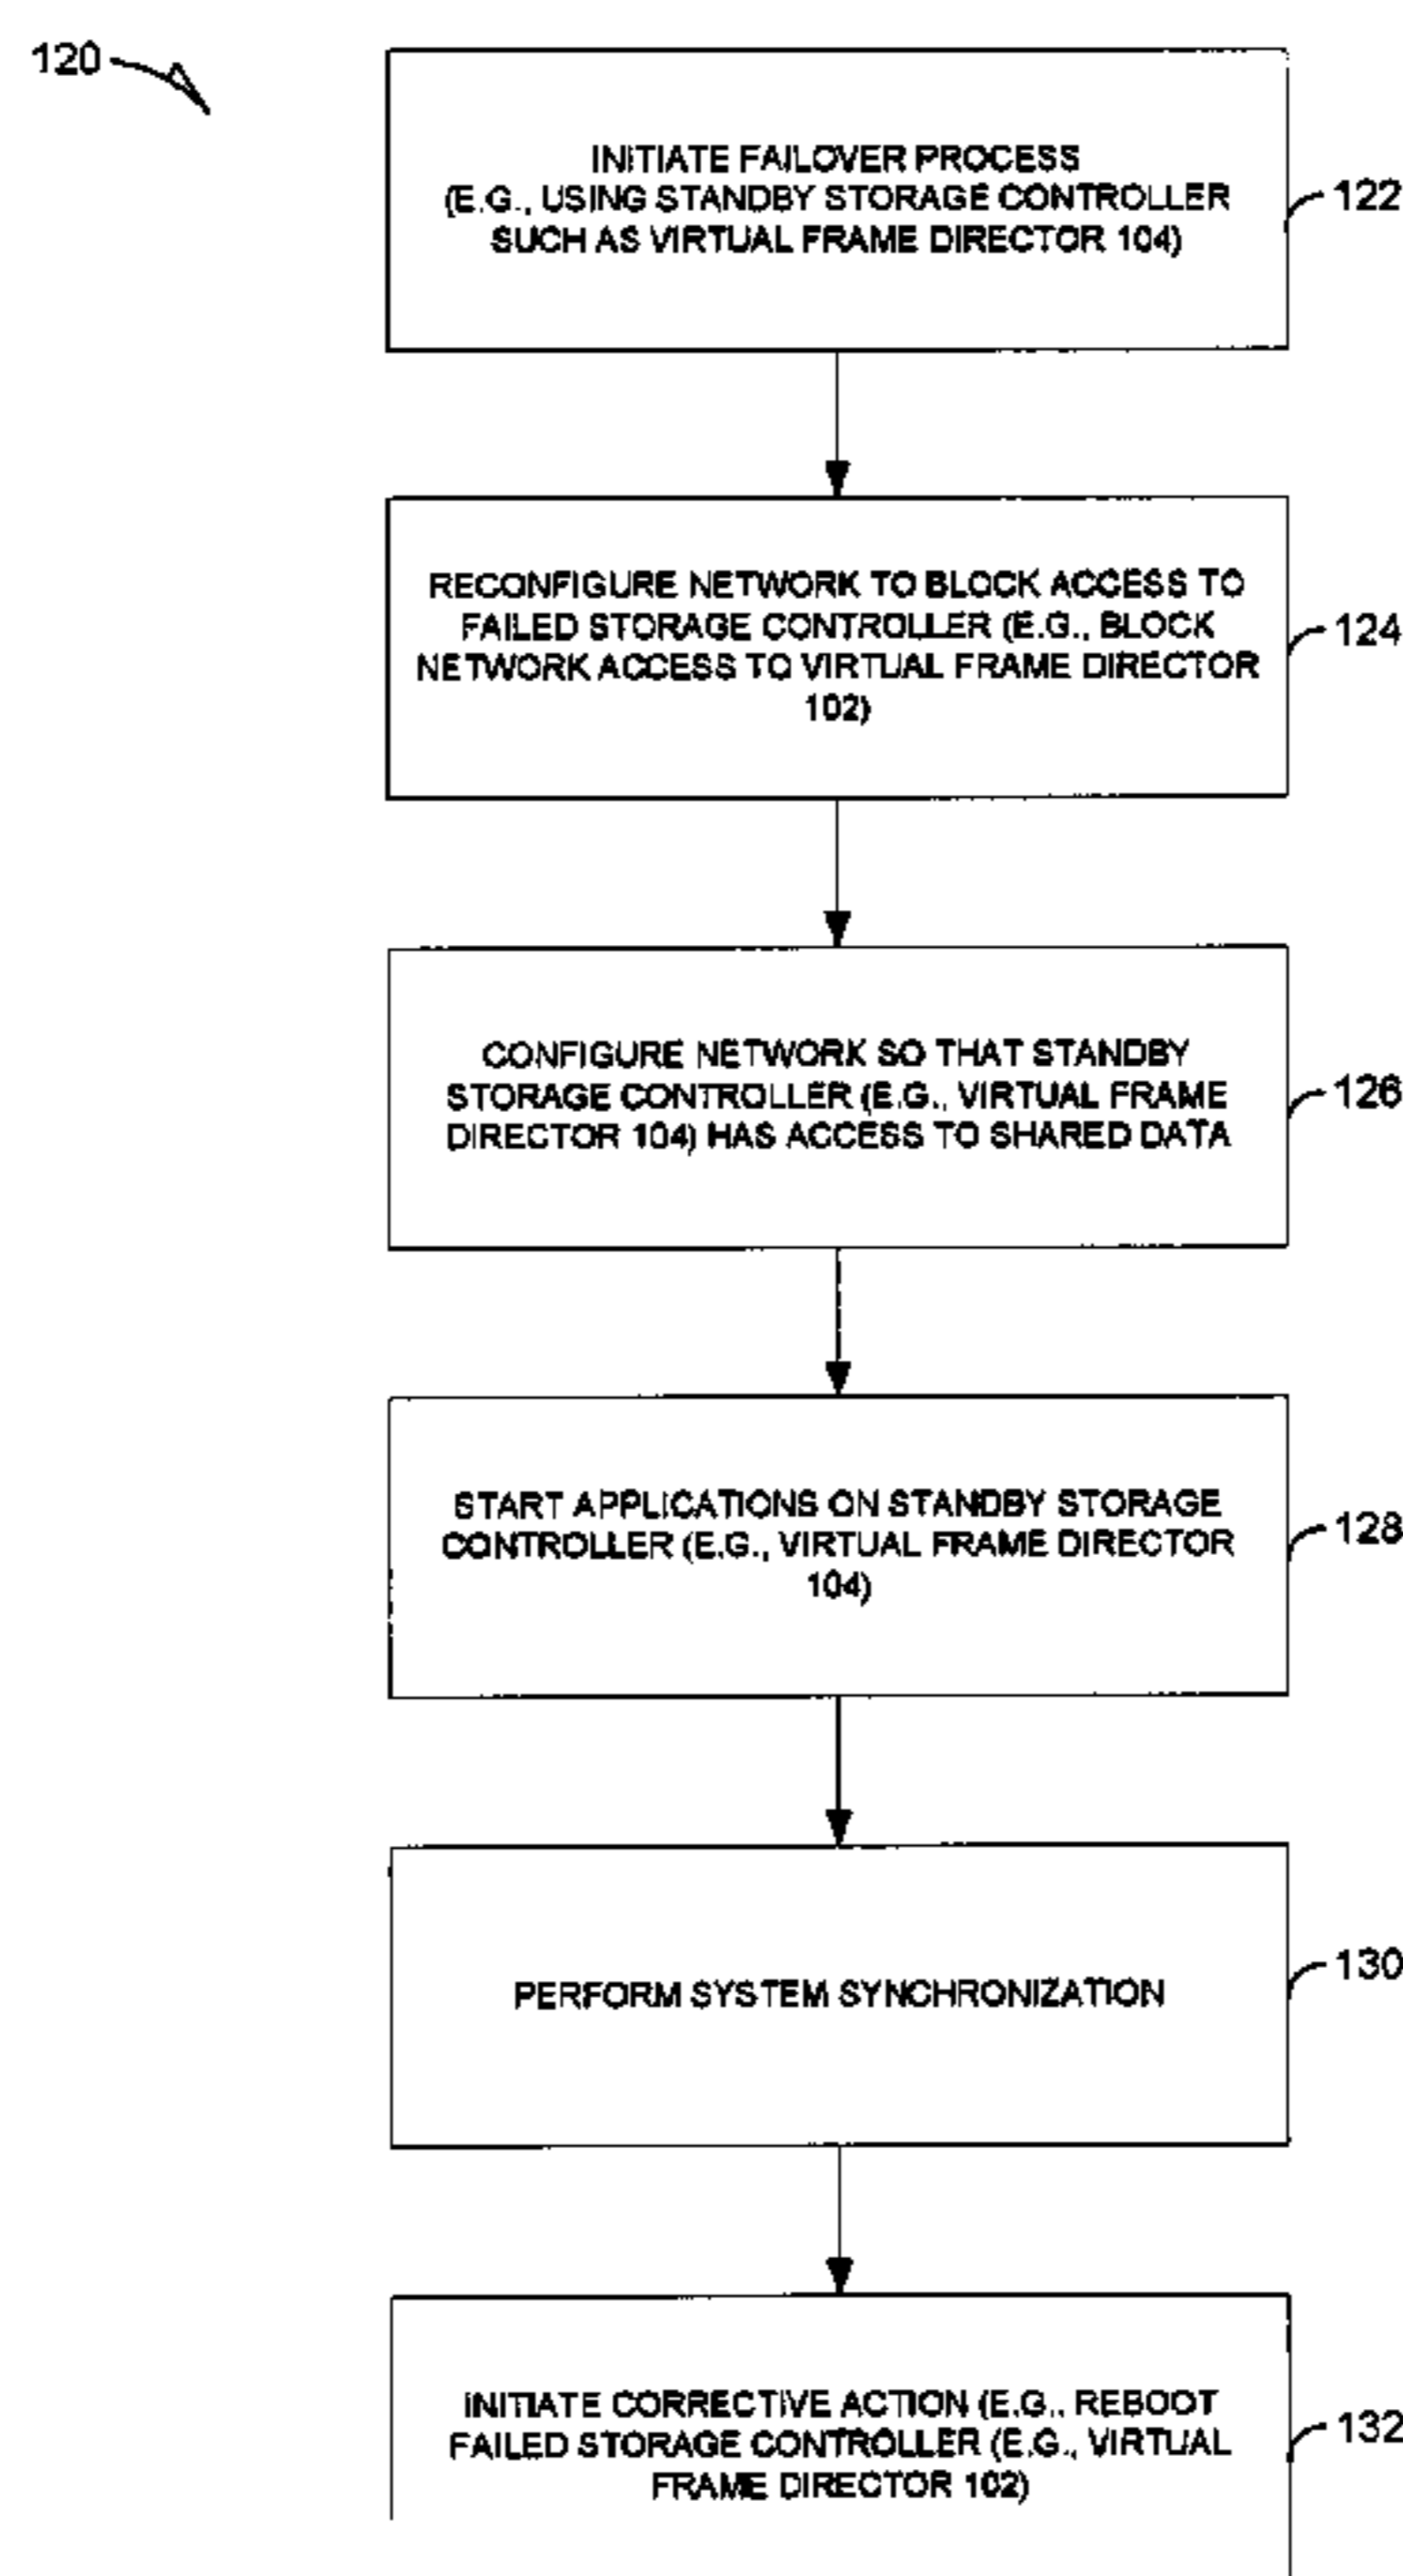 120
INITIATE FAILOVER PROCESS
(E.G., USING STANDBY STORAGE CONTROLLER
SUCH AS VIRTUAL FRAME DIRECTOR 104)
122
RECONFIGURE NETWORK TO BLOCK ACCESS TO
FAILED STORAGE CONTROLLER (E.G., BLOCK
NETWORK ACCESS TO VIRTUAL FRAME DIRECTOR
102)
124
CONFIGURE NETWORK SO THAT STANDBY
STORAGE CONTROLLER (E.G., VIRTUAL FRAME
DIRECTOR 104) HAS ACCESS TO SHARED DATA
126
START APPLICATIONS ON STANDBY STORAGE
CONTROLLER (E.G., VIRTUAL FRAME DIRECTOR
104)
128
PERFORM SYSTEM SYNCHRONIZATION
130
INITIATE CORRECTIVE ACTION (E.G., REBOOT
FAILED STORAGE CONTROLLER (E.G., VIRTUAL
FRAME DIRECTOR 102)
132